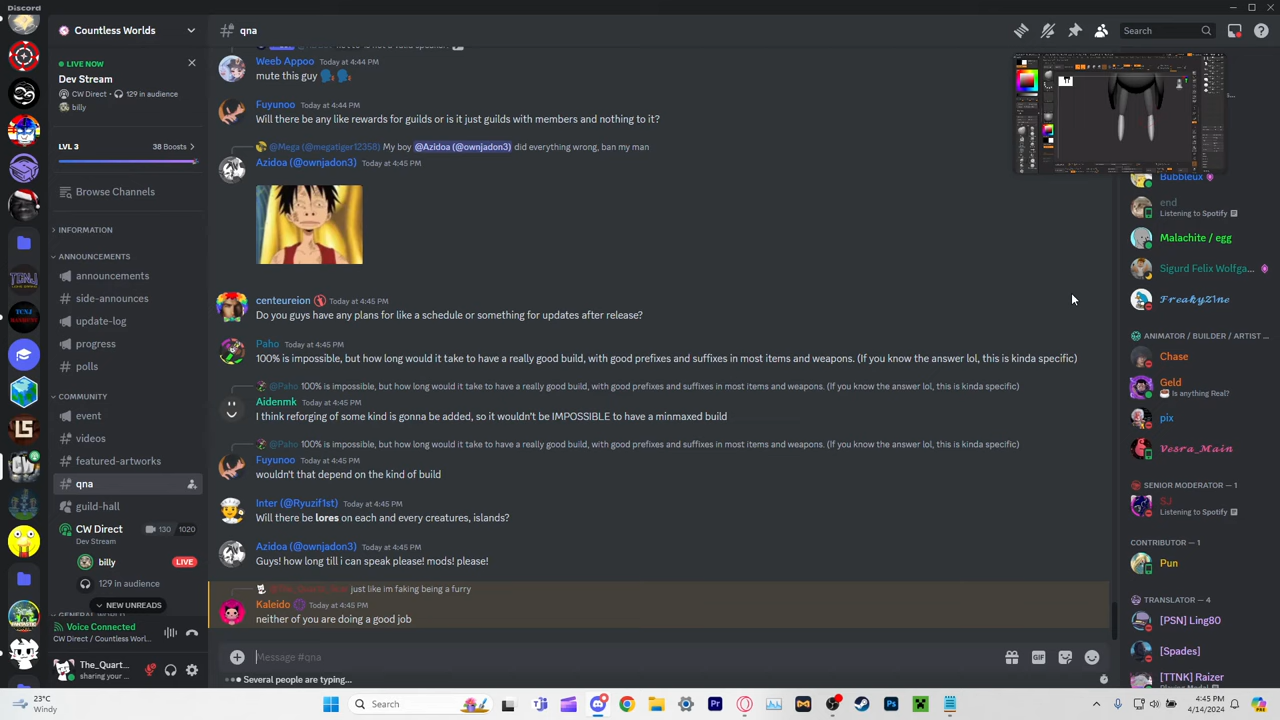 Discord
Countless Worlds
qna
Search
LIVE NOW
Dev Stream
CW Direct • 129 in audience
billy
LVL 3
38 Boosts >
Browse Channels
INFORMATION
ANNOUNCEMENTS
announcements
side-announcements
update-log
progress
polls
COMMUNITY
event
videos
featured-artworks
qna
guild-hall
CW Direct
130 / 1020
Dev Stream
billy
LIVE
129 in audience
NEW UNREADS
Voice Connected
CW Direct / Countless W...
The_Quart...
sharing your ...
Weeb Appoo Today at 4:44 PM
mute this guy
Fuyunoo Today at 4:44 PM
Will there be any like rewards for guilds or is it just guilds with members and nothing to it?
@Mega (@megatiger12358) My boy @Azidoa (@ownjadon3) did everything wrong, ban my man
Azidoa (@ownjadon3) Today at 4:45 PM
centeureion Today at 4:45 PM
Do you guys have any plans for like a schedule or something for updates after release?
Paho Today at 4:45 PM
100% is impossible, but how long would it take to have a really good build, with good prefixes and suffixes in most items and weapons. (If you know the answer lol, this is kinda specific)
@Paho 100% is impossible, but how long would it take to have a really good build, with good prefixes and suffixes in most items and weapons. (If you know the answer lol, this is kinda specific)
Aidenmk Today at 4:45 PM
I think reforging of some kind is gonna be added, so it wouldn't be IMPOSSIBLE to have a minmaxed build
@Paho 100% is impossible, but how long would it take to have a really good build, with good prefixes and suffixes in most items and weapons. (If you know the answer lol, this is kinda specific)
Fuyunoo Today at 4:45 PM
wouldn't that depend on the kind of build
Inter (@Ryuzif1st) Today at 4:45 PM
Will there be lores on each and every creatures, islands?
Azidoa (@ownjadon3) Today at 4:45 PM
Guys! how long till i can speak please! mods! please!
just like im faking being a furry
Kaleido Today at 4:45 PM
neither of you are doing a good job
Message #qna
GIF
Several people are typing...
Bubbleux
end
Listening to Spotify
Malachite / egg
Sigurd Felix Wolfga...
FreakyZ1ne
ANIMATOR / BUILDER / ARTIST ...
Chase
Geld
Is anything Real?
pix
Vesra_Main
SENIOR MODERATOR — 1
SJ
Listening to Spotify
CONTRIBUTOR — 1
Pun
TRANSLATOR — 4
[PSN] Ling80
[Spades]
[TTNK] Raizer
23°C
Windy
Search
Pr
Ps
4:45 PM
4/14/2024